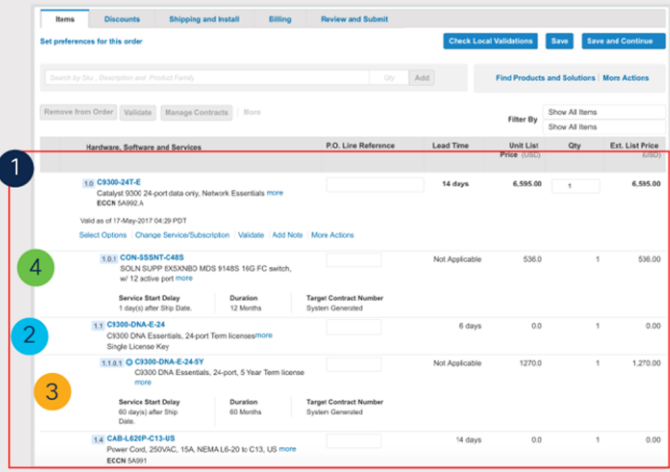 Items Discounts Shipping and Install Billing Review and Submit
Set preferences for this order Check Local Validations Save Save and Continue
Search by Sku, Description and Product Family Qty Add Find Products and Solutions More Actions
Remove from Order Validate Manage Contracts More Filter By Show All Items
Show All Items
Hardware, Software and Services P.O. Line Reference Lead Time Unit List Price (USD) Qty Ext. List Price (USD)
1
1.0 C9300-24T-E 14 days 6,595.00 1 6,595.00
Catalyst 9300 24-port data only, Network Essentials more
ECCN 5A992.A
Valid as of 17-May-2017 04:29 PDT
Select Options Change Service/Subscription Validate Add Note More Actions
4
1.0.1 CON-SSSNT-C48S Not Applicable 536.0 1 536.00
SOLN SUPP 8X5XNBD MDS 9148S 16G FC switch,
w/ 12 active port more
Service Start Delay Duration Target Contract Number
1 day(s) after Ship Date. 12 Months System Generated
2
1.1 C9300-DNA-E-24 6 days 0.0 1 0.00
C9300 DNA Essentials, 24-port Term licensesmore
Single License Key
1.1.0.1 C9300-DNA-E-24-5Y Not Applicable 1270.0 1 1,270.00
C9300 DNA Essentials, 24-port, 5 Year Term license
more
3
Service Start Delay Duration Target Contract Number
60 day(s) after Ship 60 Months System Generated
Date.
1.4 CAB-L620P-C13-US 14 days 0.0 1 0.00
Power Cord, 250VAC, 15A, NEMA L6-20 to C13, US more
ECCN 5A991